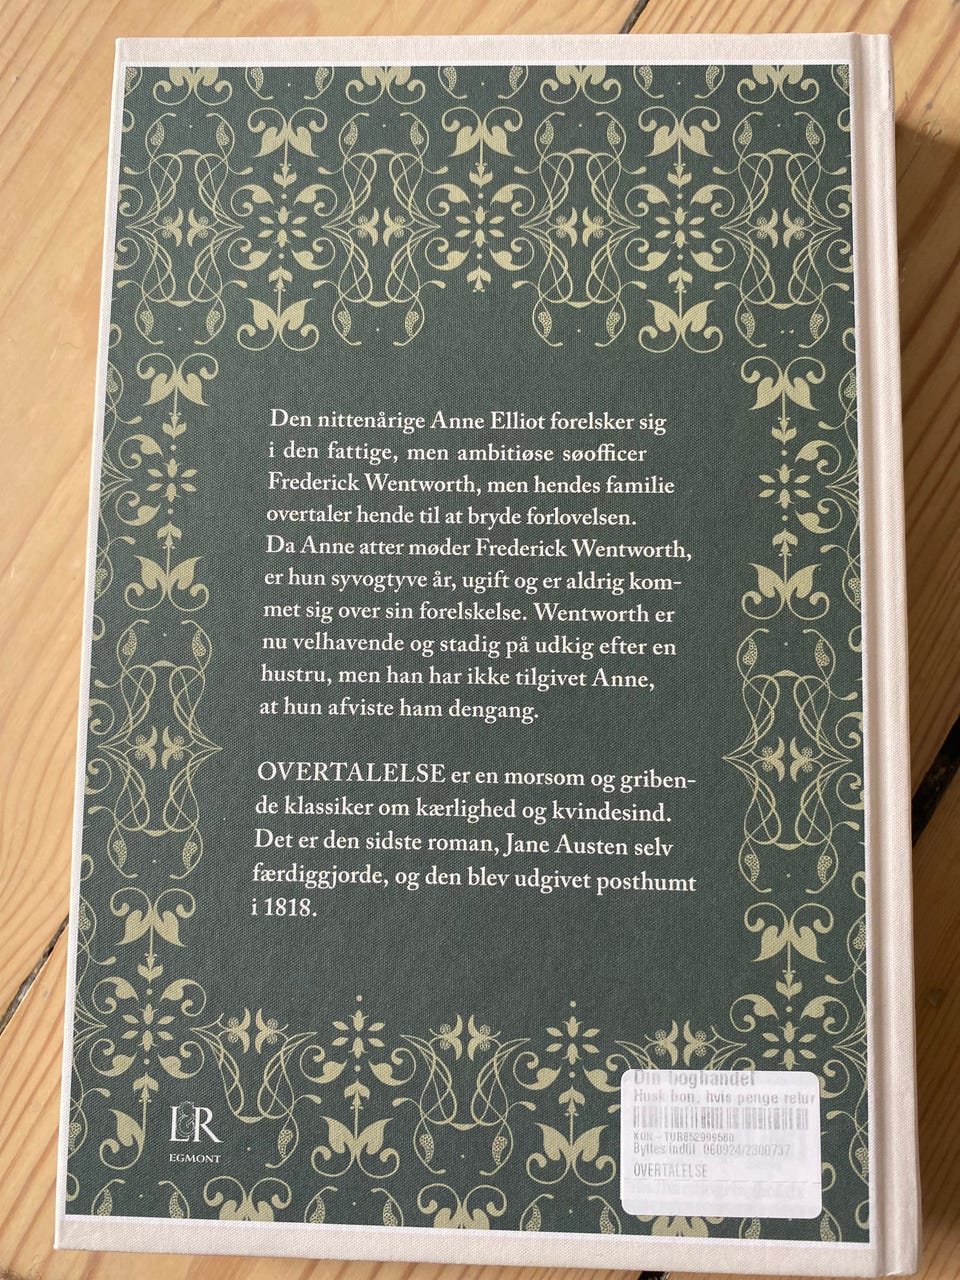 Den nittenårige Anne Elliot forelsker sig
i den fattige, men ambitiøse søofficer
Frederick Wentworth, men hendes familie
overtaler hende til at bryde forlovelsen.
Da Anne atter møder Frederick Wentworth,
er hun syvogtyve år, ugift og er aldrig kom-
met sig over sin forelskelse. Wentworth er
nu velhavende og stadig på udkig efter en
hustru, men han har ikke tilgivet Anne,
at hun afviste ham dengang.
OVERTALELSE er en morsom og griben-
de klassiker om kærlighed og kvindesind.
Det er den sidste roman, Jane Austen selv
færdiggjorde, og den blev udgivet posthumt
i 1818.
L&R
EGMONT
Din boghandel
Husk bon, hvis penge retur
Byttes indtil 060924/2300737
OVERTALELSE